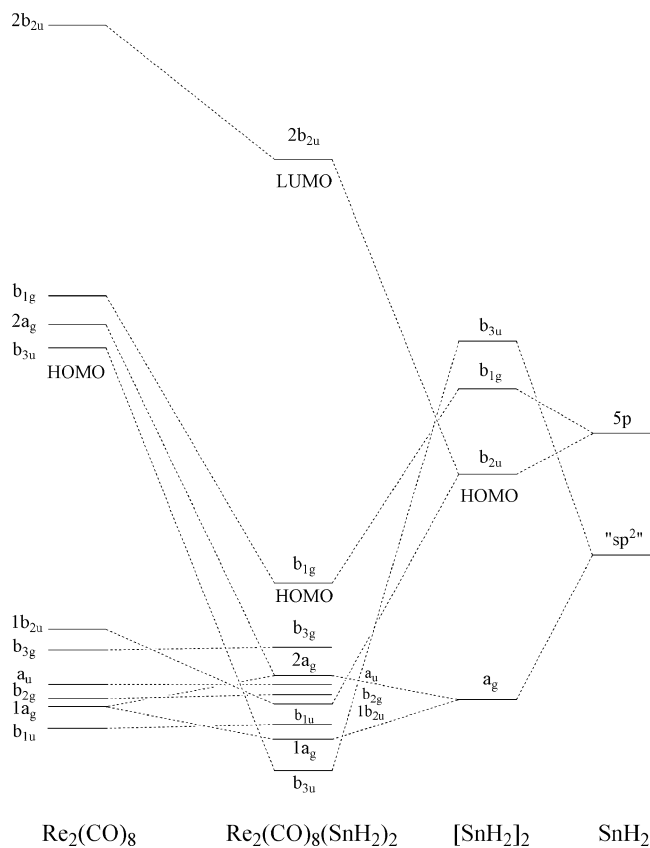 2b₂ᵤ
2b₂ᵤ
LUMO
b₁g
2ag
b₃ᵤ
HOMO
b₃ᵤ
b₁g
5p
b₂ᵤ
HOMO
"sp²"
b₁g
HOMO
1b₂ᵤ
b₃g
b₃g
2ag
aᵤ
b₂g
1ag
b₁ᵤ
aᵤ
b₂g
1b₂ᵤ
ag
b₁ᵤ
1ag
b₃ᵤ
Re₂(CO)₈ Re₂(CO)₈(SnH₂)₂ [SnH₂]₂ SnH₂